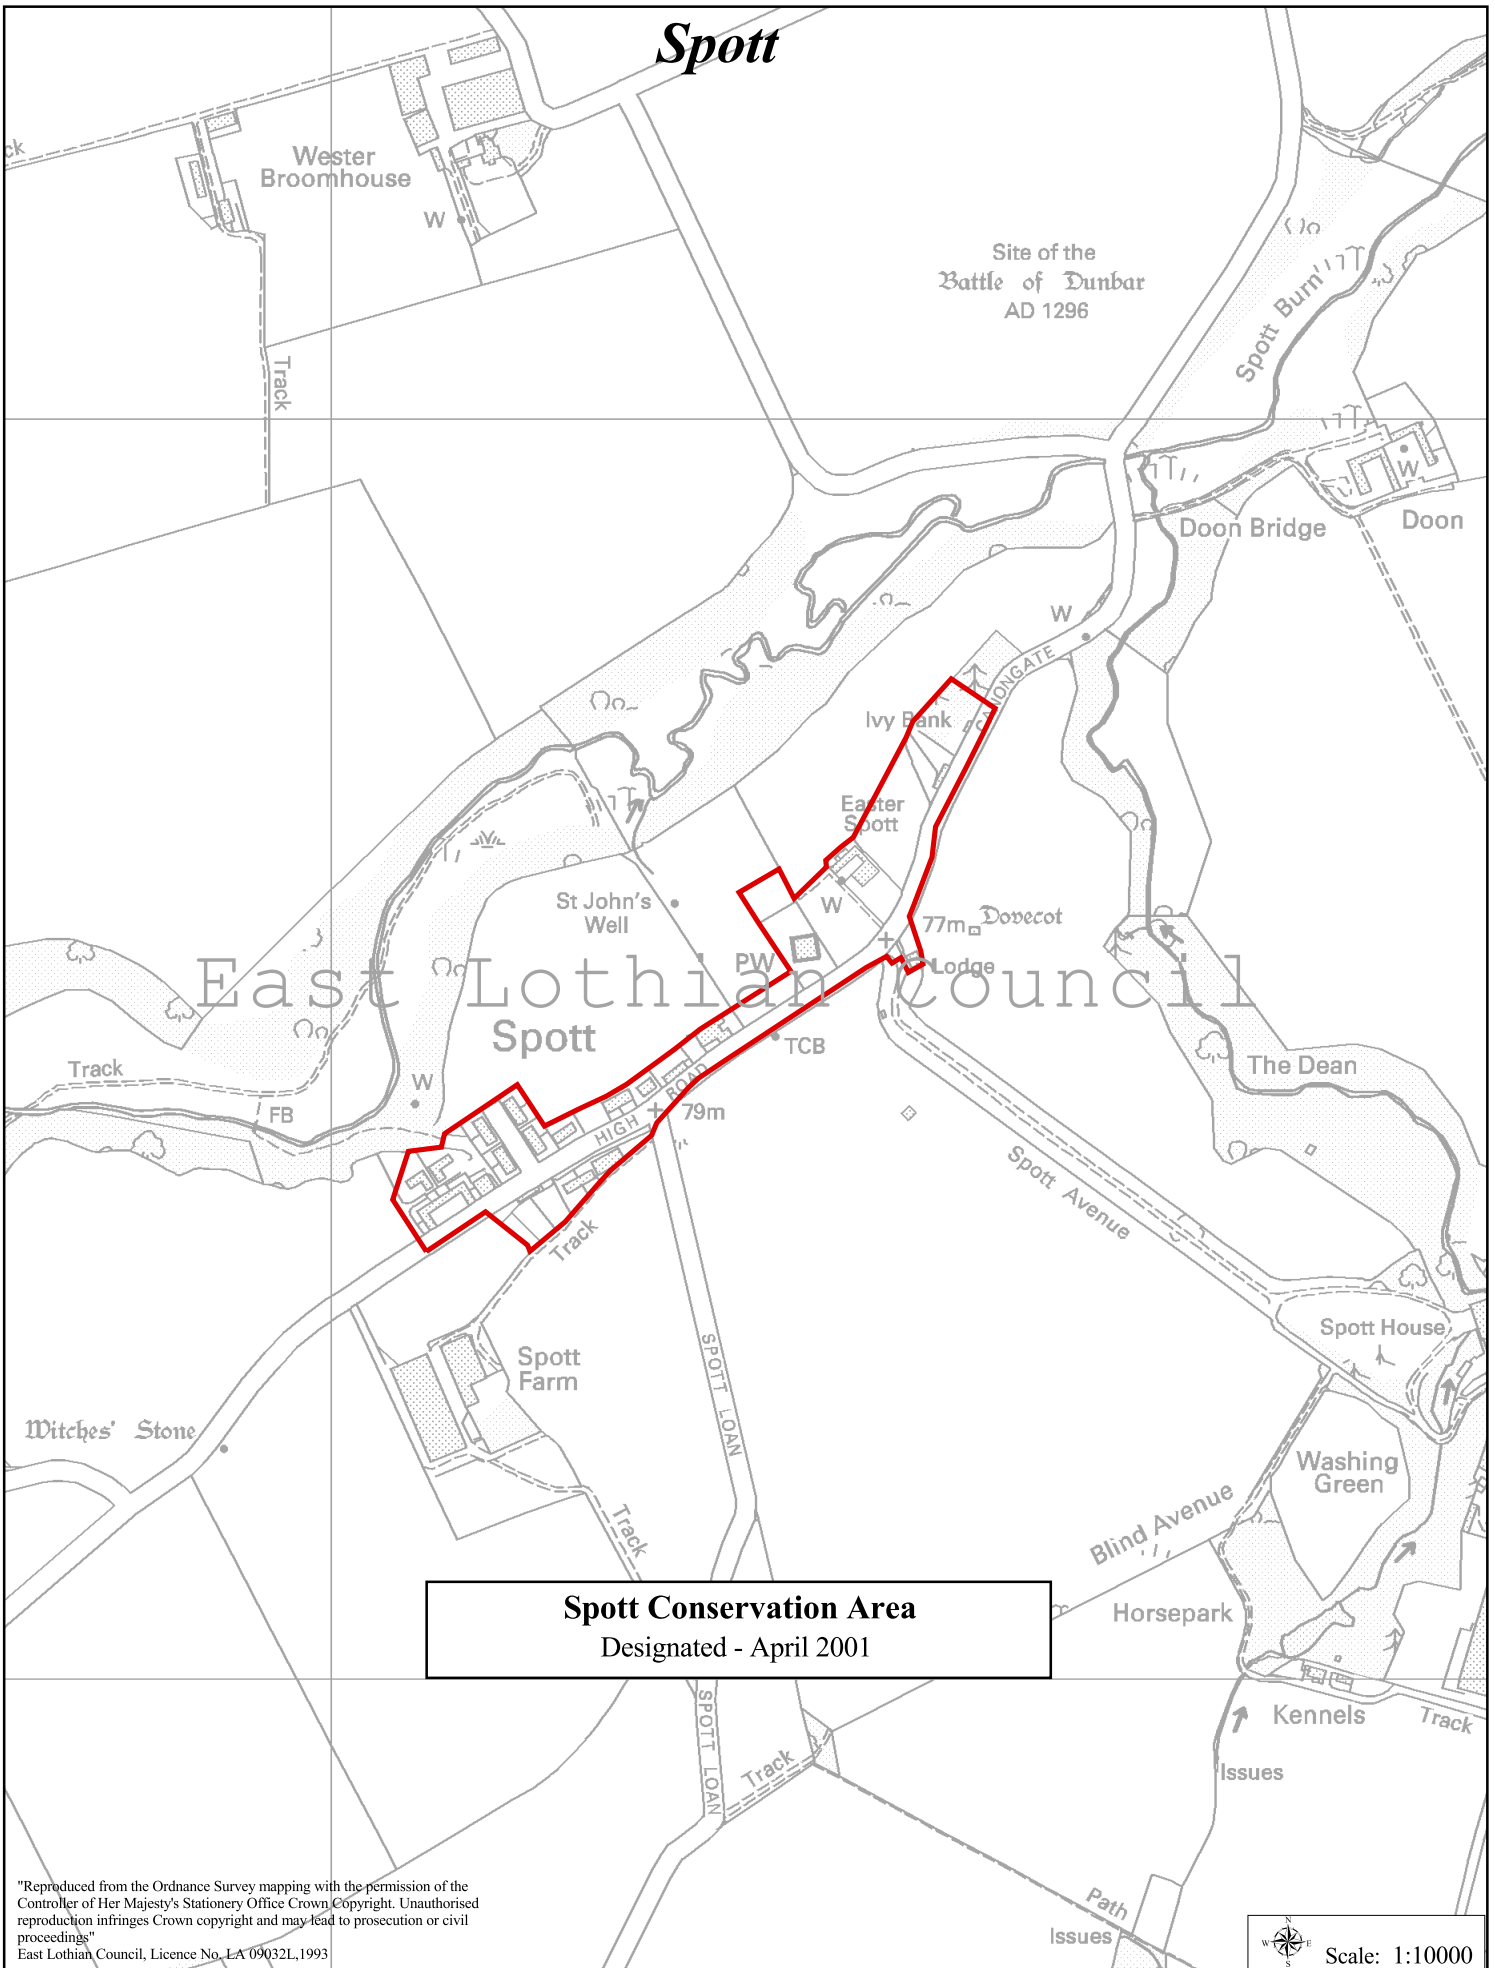 Spott
ck
Wester
Broomhouse
W
Track
Site of the
Battle of Dunbar
AD 1296
Spott Burn
W
Doon Bridge
Doon
W
CANONGATE
Ivy Bank
Easter
Spott
St John's
Well
W
77m
Dovecot
PW
Lodge
East Lothian Council
Spott
TCB
Track
W
FB
The Dean
ROAD
79m
HIGH
Spott Avenue
Track
Spott House
Spott
Farm
SPOTT LOAN
Witches' Stone
Washing
Green
Track
Blind Avenue
Spott Conservation Area
Designated - April 2001
Horsepark
Kennels
Track
SPOTT LOAN
Track
Issues
Path
Issues
"Reproduced from the Ordnance Survey mapping with the permission of the
Controller of Her Majesty's Stationery Office Crown Copyright. Unauthorised
reproduction infringes Crown copyright and may lead to prosecution or civil
proceedings"
East Lothian Council, Licence No. LA 09032L,1993
N
W E
S
Scale: 1:10000